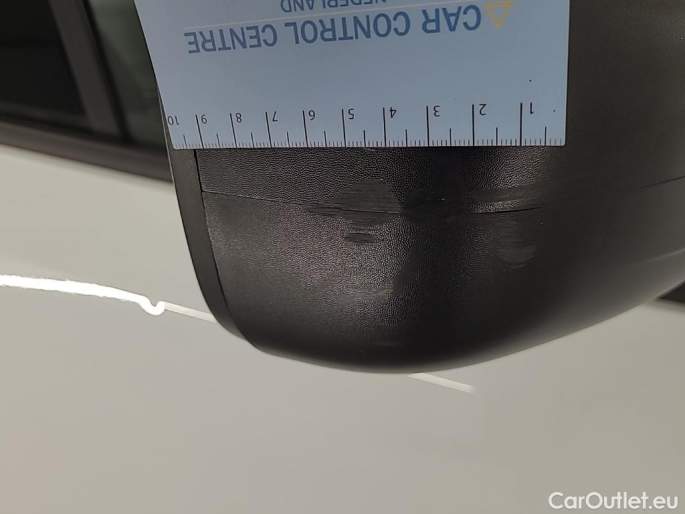 CAR CONTROL CENTRE
NEDERLAND
1 2 3 4 5 6 7 8 9 10
CarOutlet.eu